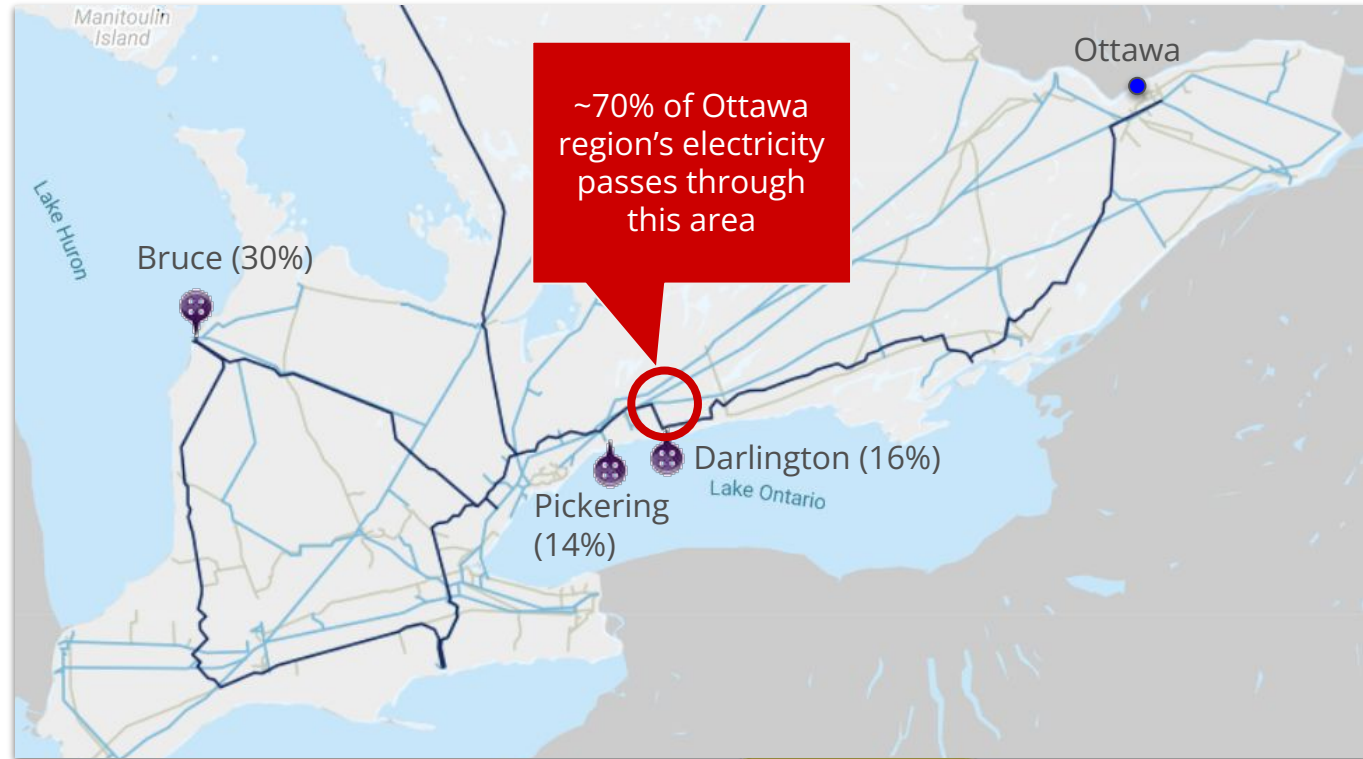 Manitoulin
Island
Ottawa
~70% of Ottawa
region's electricity
passes through
this area
Lake Huron
Bruce (30%)
Darlington (16%)
Lake Ontario
Pickering
(14%)